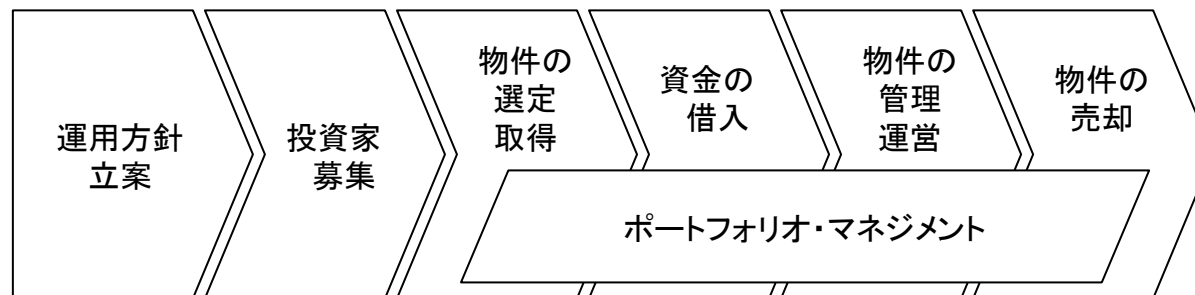 運用方針
立案
投資家
募集
物件の
選定
取得
資金の
借入
物件の
管理
運営
物件の
売却
ポートフォリオ・マネジメント